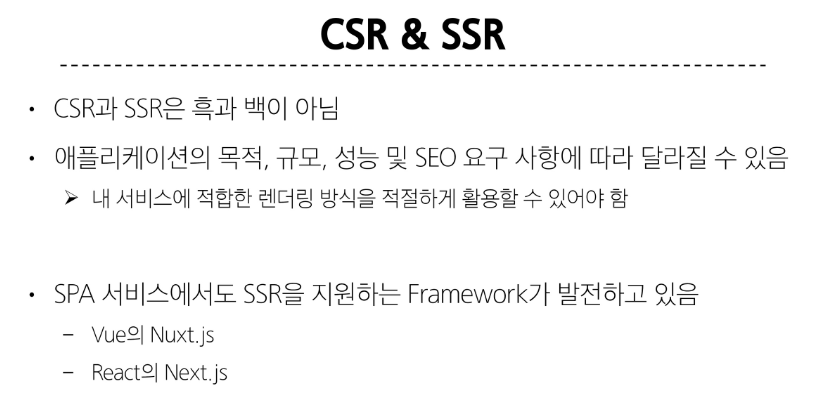 CSR & SSR
• CSR과 SSR은 흑과 백이 아님
• 애플리케이션의 목적, 규모, 성능 및 SEO 요구 사항에 따라 달라질 수 있음
➢ 내 서비스에 적합한 렌더링 방식을 적절하게 활용할 수 있어야 함
• SPA 서비스에서도 SSR을 지원하는 Framework가 발전하고 있음
– Vue의 Nuxt.js
– React의 Next.js